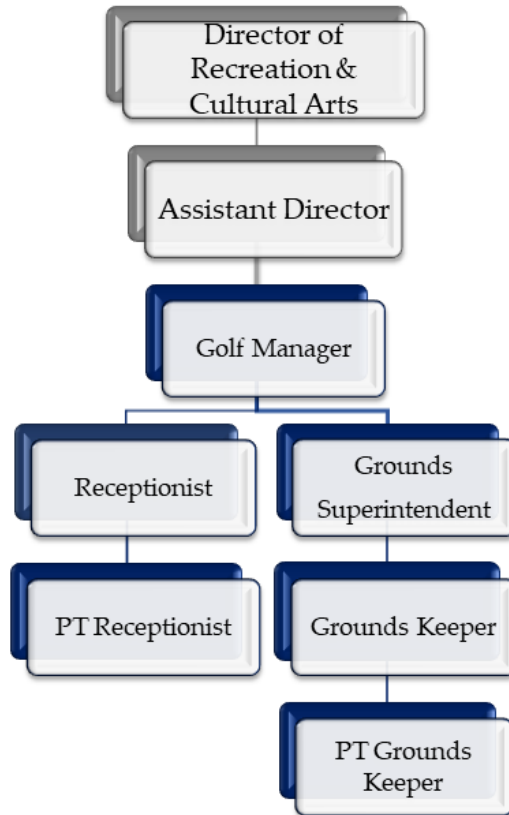 Director of
Recreation &
Cultural Arts
Assistant Director
Golf Manager
Receptionist
Grounds
Superintendent
PT Receptionist
Grounds Keeper
PT Grounds
Keeper